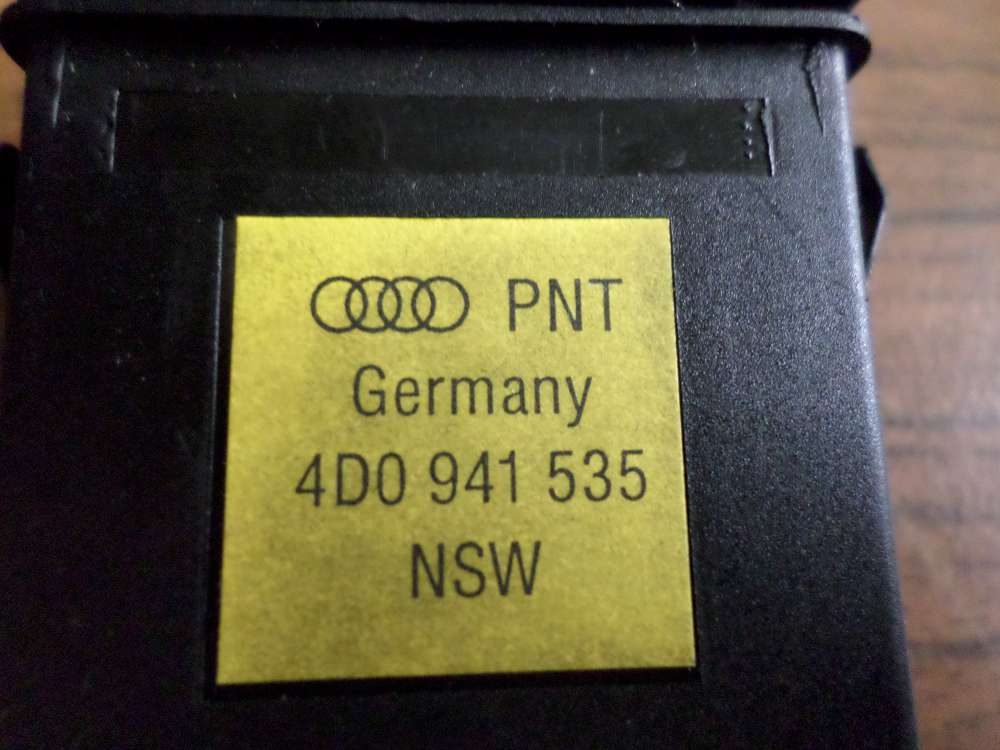 PNT
Germany
4D0 941 535
NSW